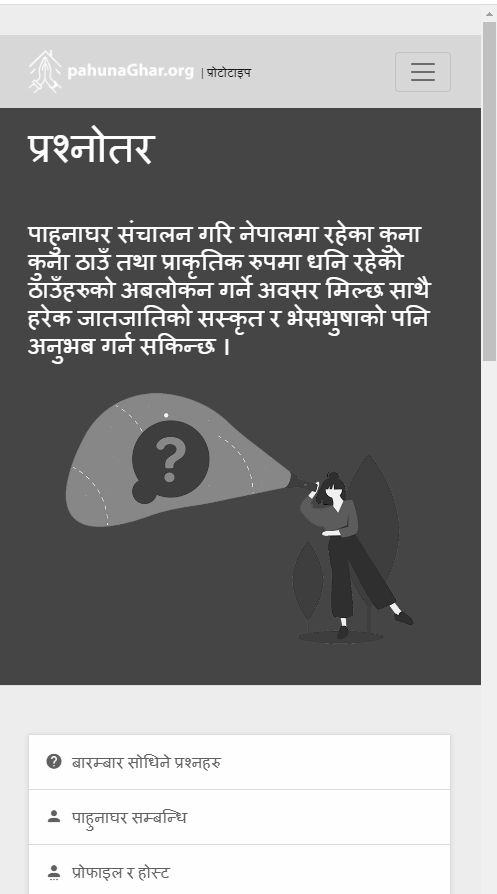 pahunaGhar.org | प्रोटोटाइप
प्रश्नोतर
पाहुनाघर संचालन गरि नेपालमा रहेका कुना
कुना ठाउँ तथा प्राकृतिक रुपमा धनि रहेको
ठाउँहरुको अबलोकन गर्ने अवसर मिल्छ साथै
हरेक जातजातिको सस्कृत र भेसभुषाको पनि
अनुभब गर्न सकिन्छ ।
?
बारम्बार सोधिने प्रश्नहरु
पाहुनाघर सम्बन्धि
प्रोफाइल र होस्ट